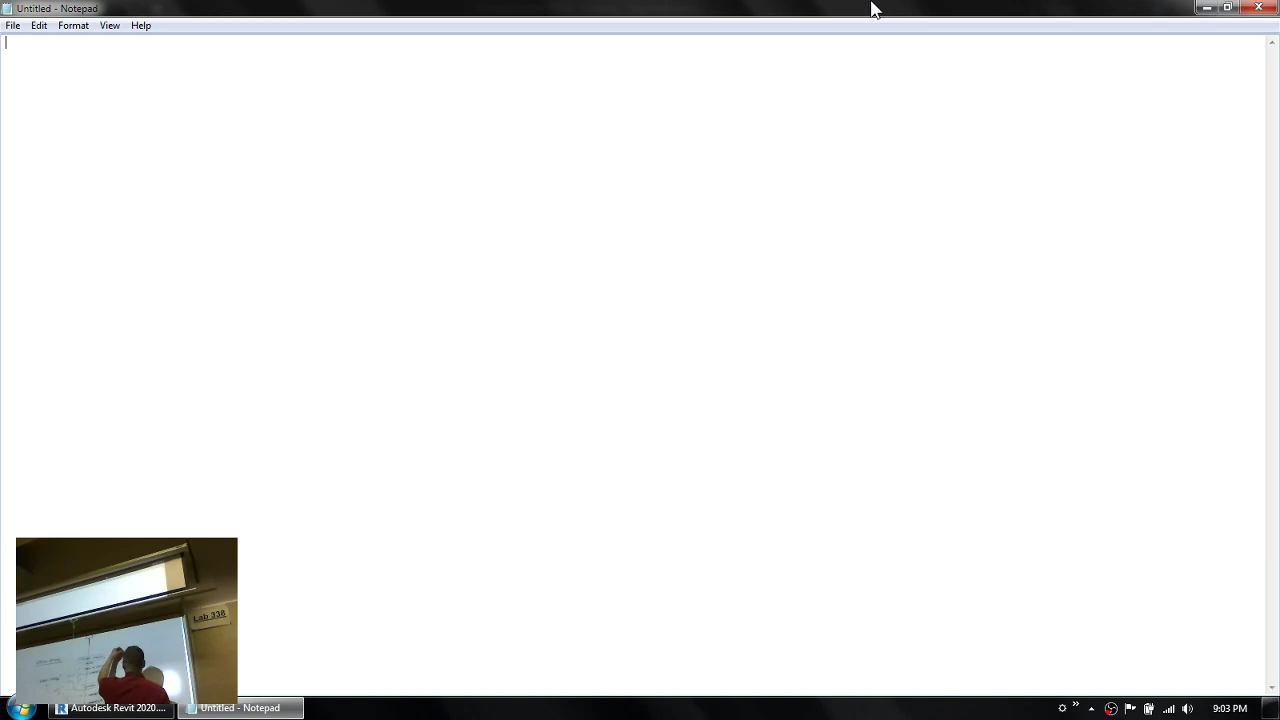 Untitled - Notepad
File Edit Format View Help
Lab 338
Autodesk Revit 2020....
Untitled - Notepad
9:03 PM